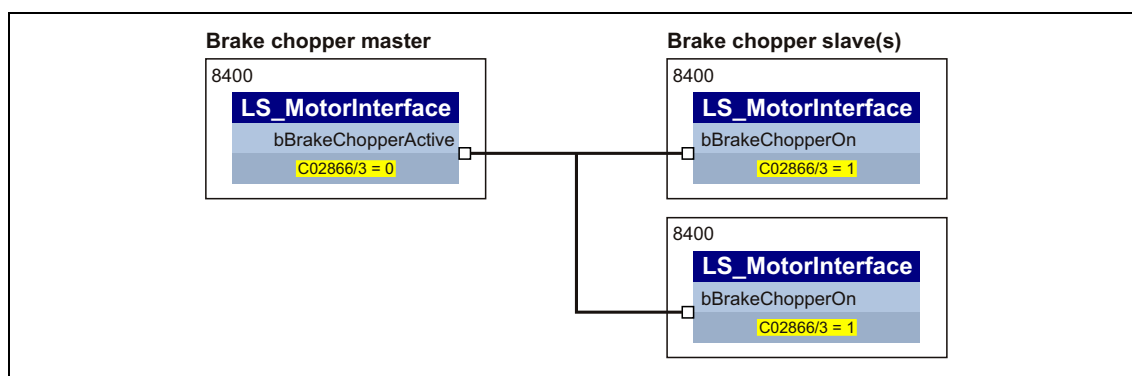 Brake chopper master
8400
LS_MotorInterface
bBrakeChopperActive
C02866/3 = 0
Brake chopper slave(s)
8400
LS_MotorInterface
bBrakeChopperOn
C02866/3 = 1
8400
LS_MotorInterface
bBrakeChopperOn
C02866/3 = 1